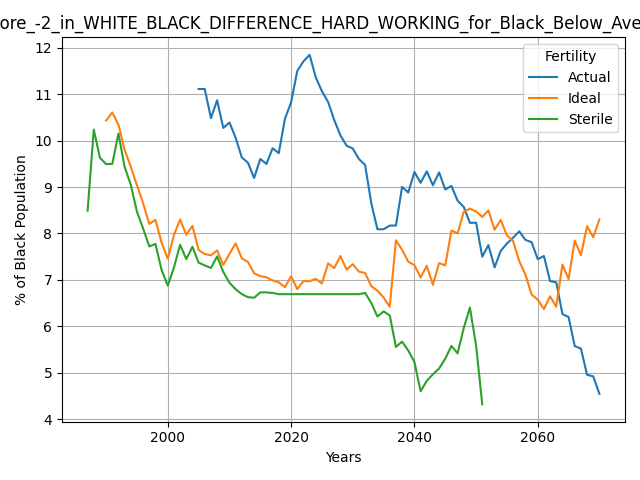 ore_-2_in_WHITE_BLACK_DIFFERENCE_HARD_WORKING_for_Black_Below_Ave
Fertility
Actual
Ideal
Sterile
% of Black Population
12
11
10
9
8
7
6
5
4
2000 2020 2040 2060
Years